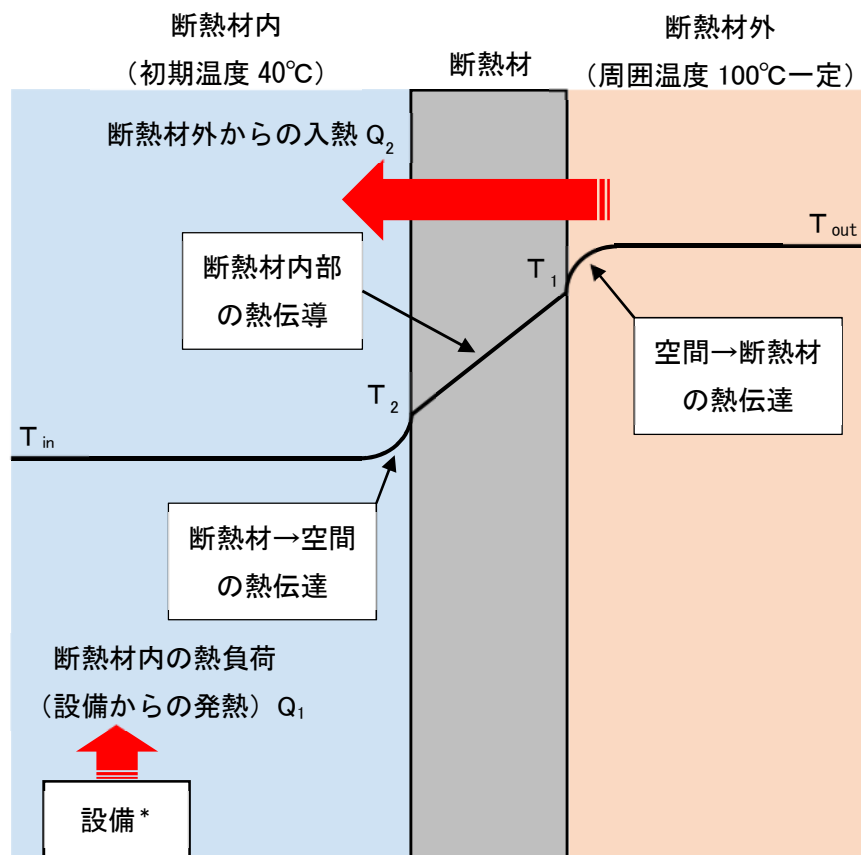 断熱材内
（初期温度 40℃）
断熱材
断熱材外
（周囲温度 100℃一定）
断熱材外からの入熱 Q₂
T out
断熱材内部
の熱伝導
T 1
空間→断熱材
の熱伝達
T 2
T in
断熱材→空間
の熱伝達
断熱材内の熱負荷
（設備からの発熱）Q₁
設備*